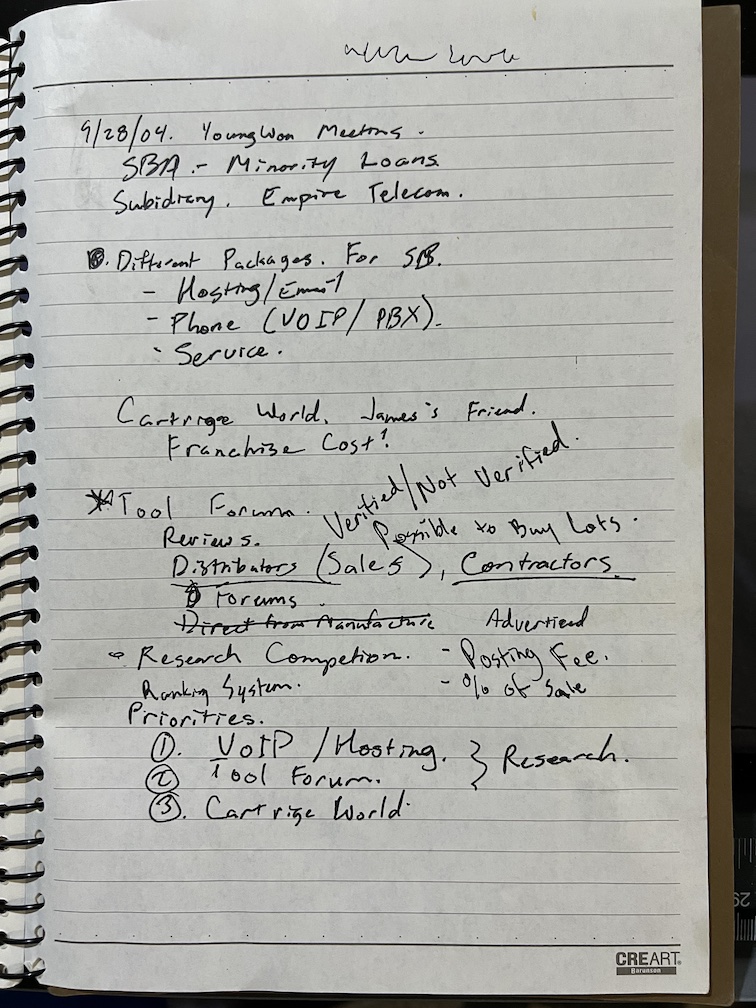 9/28/04. YoungWon Meeting.
SBA - Minority Loans
Subidiary. Empire Telecom.
Different Packages. For SB.
- Hosting/Email
- Phone (VOIP/PBX).
- Service.
Cartrige World. James's Friend.
Franchise Cost?
Tool Forum. Verified/Not Verified.
Reviews. Possible to Buy Lots.
Distributors (Sales), Contractors.
Forums.
Direct from Manufacture Advertiend
Research Competion. - Posting Fee.
Ranking System. - % of Sale
Priorities.
1. VoIP/Hosting. } Research.
2 Tool Forum.
3. Cartrige World.
CREART
Baronson
29